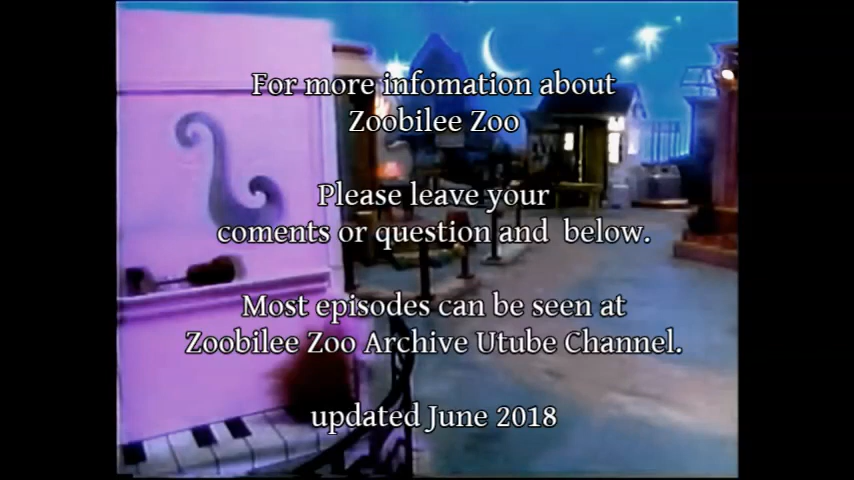 For more infomation about
Zoobilee Zoo
Please leave your
coments or question and  below.
Most episodes can be seen at
Zoobilee Zoo Archive Utube Channel.
updated June 2018